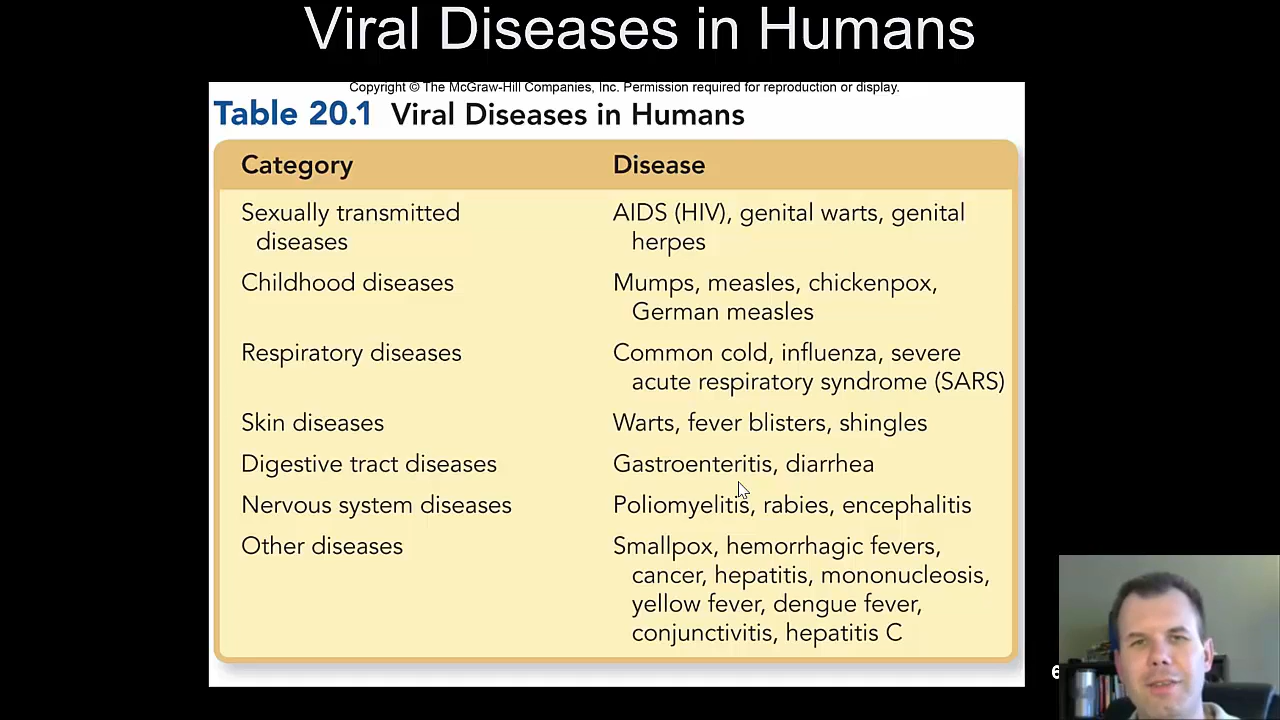 Viral Diseases in Humans
Copyright © The McGraw-Hill Companies, Inc. Permission required for reproduction or display.
Table 20.1 Viral Diseases in Humans
Category Disease
Sexually transmitted AIDS (HIV), genital warts, genital
diseases herpes
Childhood diseases Mumps, measles, chickenpox,
German measles
Respiratory diseases Common cold, influenza, severe
acute respiratory syndrome (SARS)
Skin diseases Warts, fever blisters, shingles
Digestive tract diseases Gastroenteritis, diarrhea
Nervous system diseases Poliomyelitis, rabies, encephalitis
Other diseases Smallpox, hemorrhagic fevers,
cancer, hepatitis, mononucleosis,
yellow fever, dengue fever,
conjunctivitis, hepatitis C